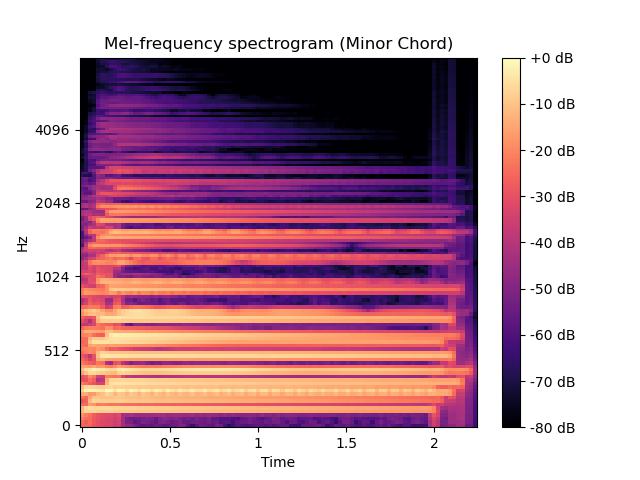 Mel-frequency spectrogram (Minor Chord)
+0 dB
-10 dB
-20 dB
-30 dB
-40 dB
-50 dB
-60 dB
-70 dB
-80 dB
4096
2048
1024
512
0
Hz
0
0.5
1
1.5
2
Time